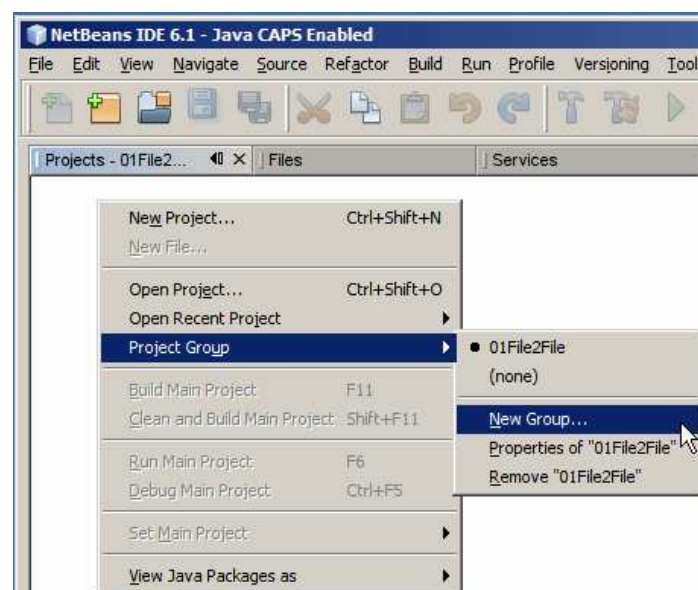 NetBeans IDE 6.1 - Java CAPS Enabled
File Edit View Navigate Source Refactor Build Run Profile Versioning Tool
Projects - 01File2... Files Services
New Project... Ctrl+Shift+N
New File...
Open Project... Ctrl+Shift+O
Open Recent Project
Project Group
01File2File
(none)
Build Main Project F11
Clean and Build Main Project Shift+F11
New Group...
Properties of "01File2File"
Remove "01File2File"
Run Main Project F6
Debug Main Project Ctrl+F5
Set Main Project
View Java Packages as